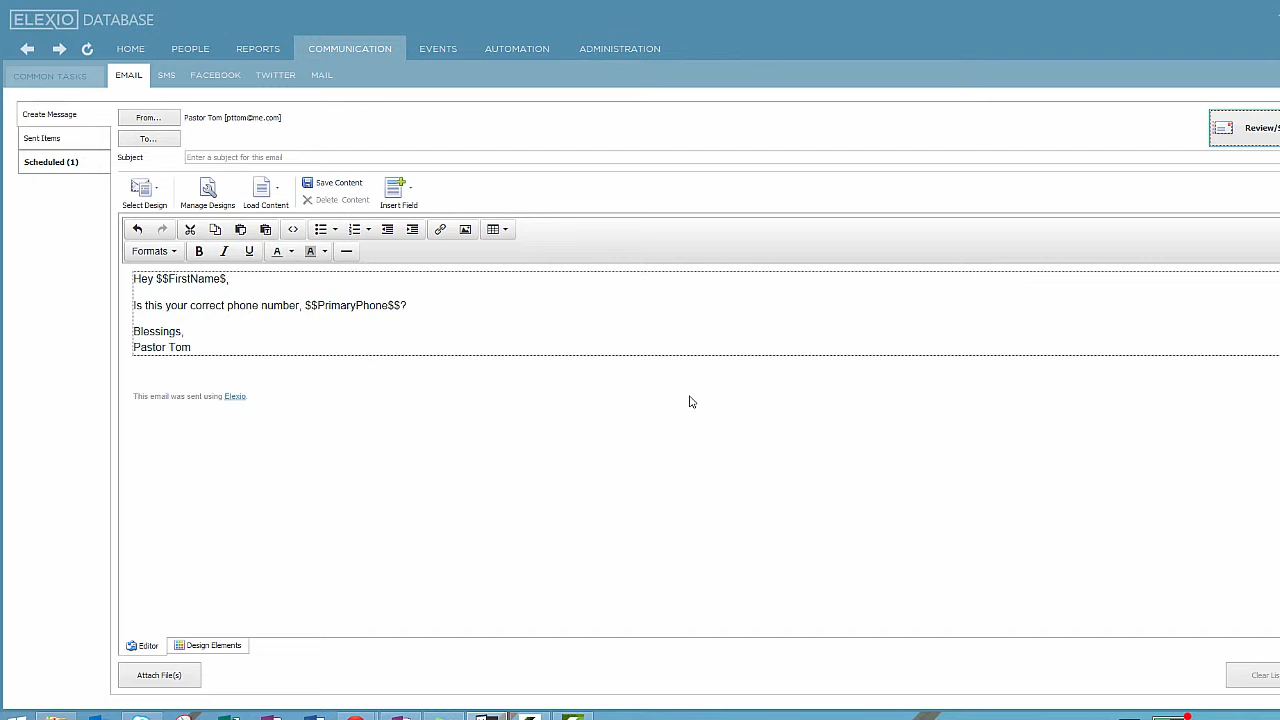 ELEXIO DATABASE
HOME PEOPLE REPORTS COMMUNICATION EVENTS AUTOMATION ADMINISTRATION
COMMON TASKS EMAIL SMS FACEBOOK TWITTER MAIL
Create Message
Sent Items
Scheduled (1)
From... Pastor Tom [pttom@me.com]
To...
Subject Enter a subject for this email
Review/S
Select Design Manage Designs Load Content Save Content Delete Content Insert Field
Formats B I U A A
Hey $$FirstName$,
Is this your correct phone number, $$PrimaryPhone$$?
Blessings,
Pastor Tom
This email was sent using Elexio.
Editor Design Elements
Attach File(s)
Clear Lis